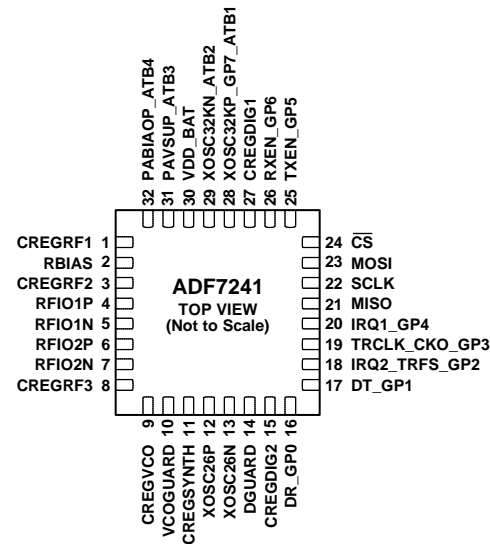 32 PABIAOP_ATB4
31 PAVSUP_ATB3
30 VDD_BAT
29 XOSC32KN_ATB2
28 XOSC32KP_GP7_ATB1
27 CREGDIG1
26 RXEN_GP6
25 TXEN_GP5
CREGRF1 1
RBIAS 2
CREGRF2 3
RFIO1P 4
RFIO1N 5
RFIO2P 6
RFIO2N 7
CREGRF3 8
ADF7241
TOP VIEW
(Not to Scale)
24 C̅S̅
23 MOSI
22 SCLK
21 MISO
20 IRQ1_GP4
19 TRCLK_CKO_GP3
18 IRQ2_TRFS_GP2
17 DT_GP1
CREGVCO 9
VCOGUARD 10
CREGSYNTH 11
XOSC26P 12
XOSC26N 13
DGUARD 14
CREGDIG2 15
DR_GP0 16